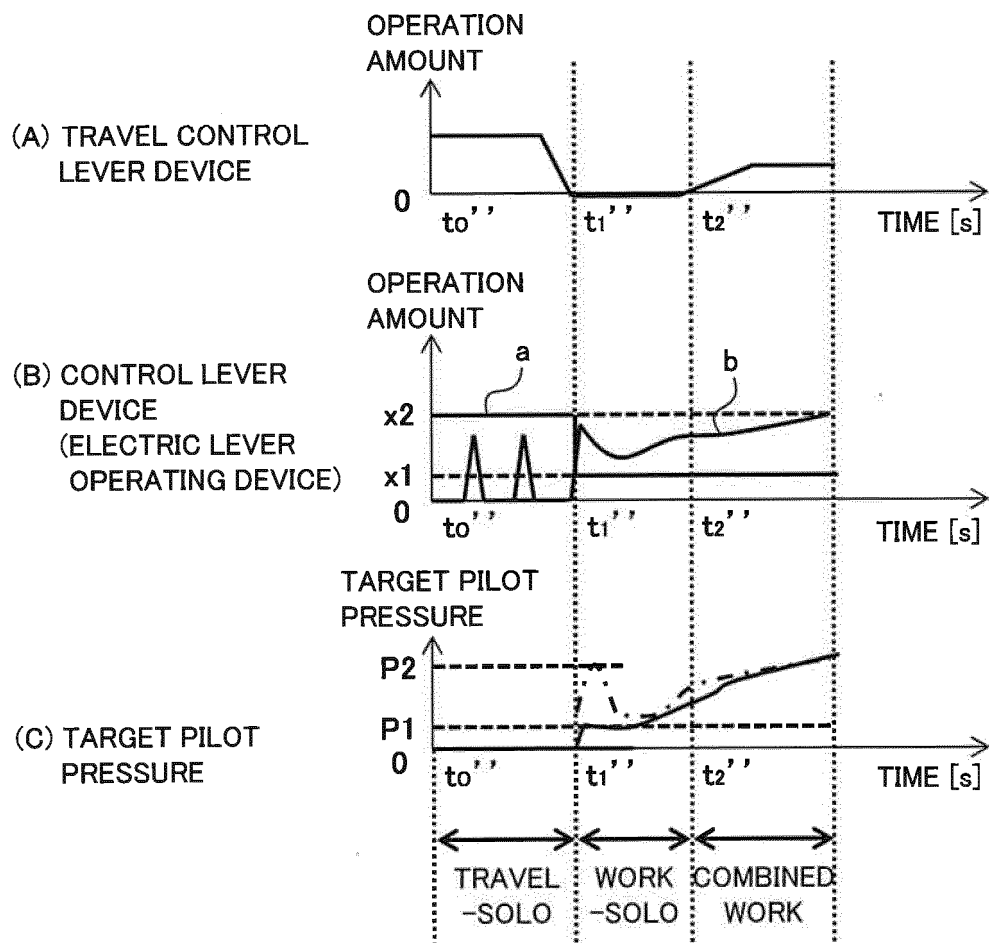 OPERATION
AMOUNT
(A) TRAVEL CONTROL
LEVER DEVICE
0
to''
t1''
t2''
TIME [s]
OPERATION
AMOUNT
(B) CONTROL LEVER
DEVICE
(ELECTRIC LEVER
OPERATING DEVICE)
a
b
x2
x1
0
to''
t1''
t2''
TIME [s]
TARGET PILOT
PRESSURE
(C) TARGET PILOT
PRESSURE
P2
P1
0
to''
t1''
t2''
TIME [s]
TRAVEL
-SOLO
WORK
-SOLO
COMBINED
WORK